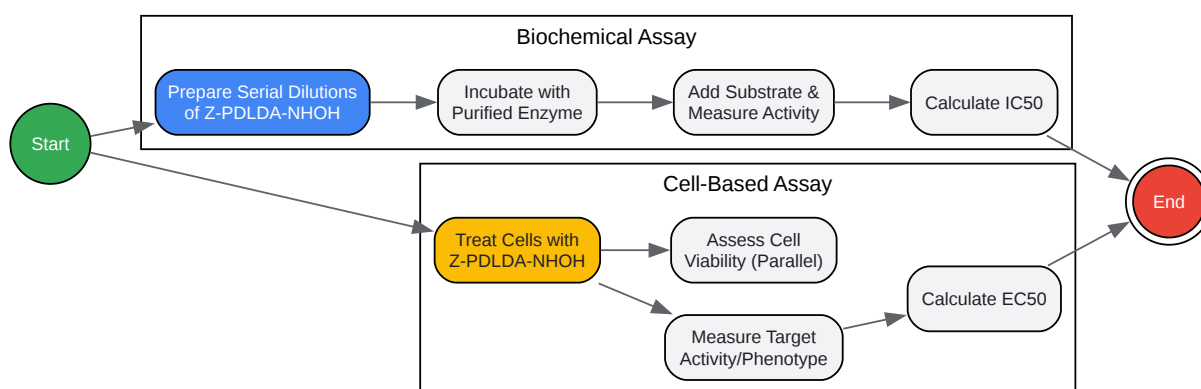 Biochemical Assay
Prepare Serial Dilutions
of Z-PDLDA-NHOH
Incubate with
Purified Enzyme
Add Substrate &
Measure Activity
Calculate IC50
Start
Cell-Based Assay
Treat Cells with
Z-PDLDA-NHOH
Assess Cell
Viability (Parallel)
Measure Target
Activity/Phenotype
Calculate EC50
End